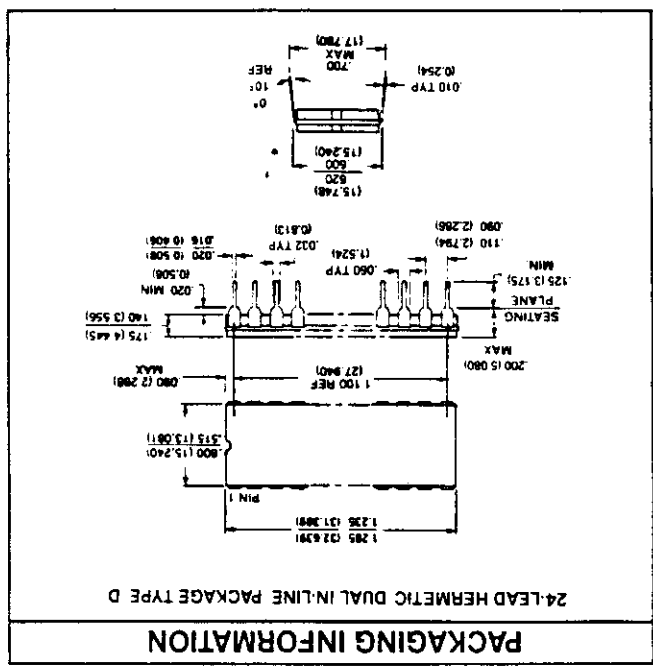 PACKAGING INFORMATION
24-LEAD HERMETIC DUAL IN-LINE PACKAGE TYPE D
1.285 (32.639)
1.235 (31.369)
PIN 1
.600 (15.240)
.515 (13.081)
1.100 REF
(27.940)
.090 (2.286)
MAX
.200 (5.080)
MAX
.175 (4.445)
.140 (3.556)
SEATING
PLANE
.020 MIN
(0.508)
.125 (3.175)
MIN.
.110 (2.794)
.090 (2.286)
.060 TYP
(1.524)
.032 TYP
(0.813)
.020 (0.508)
.016 (0.406)
(15.748)
.620
.600
(15.240)
.010 TYP
(0.254)
0°
10°
REF
.700
MAX
(17.780)